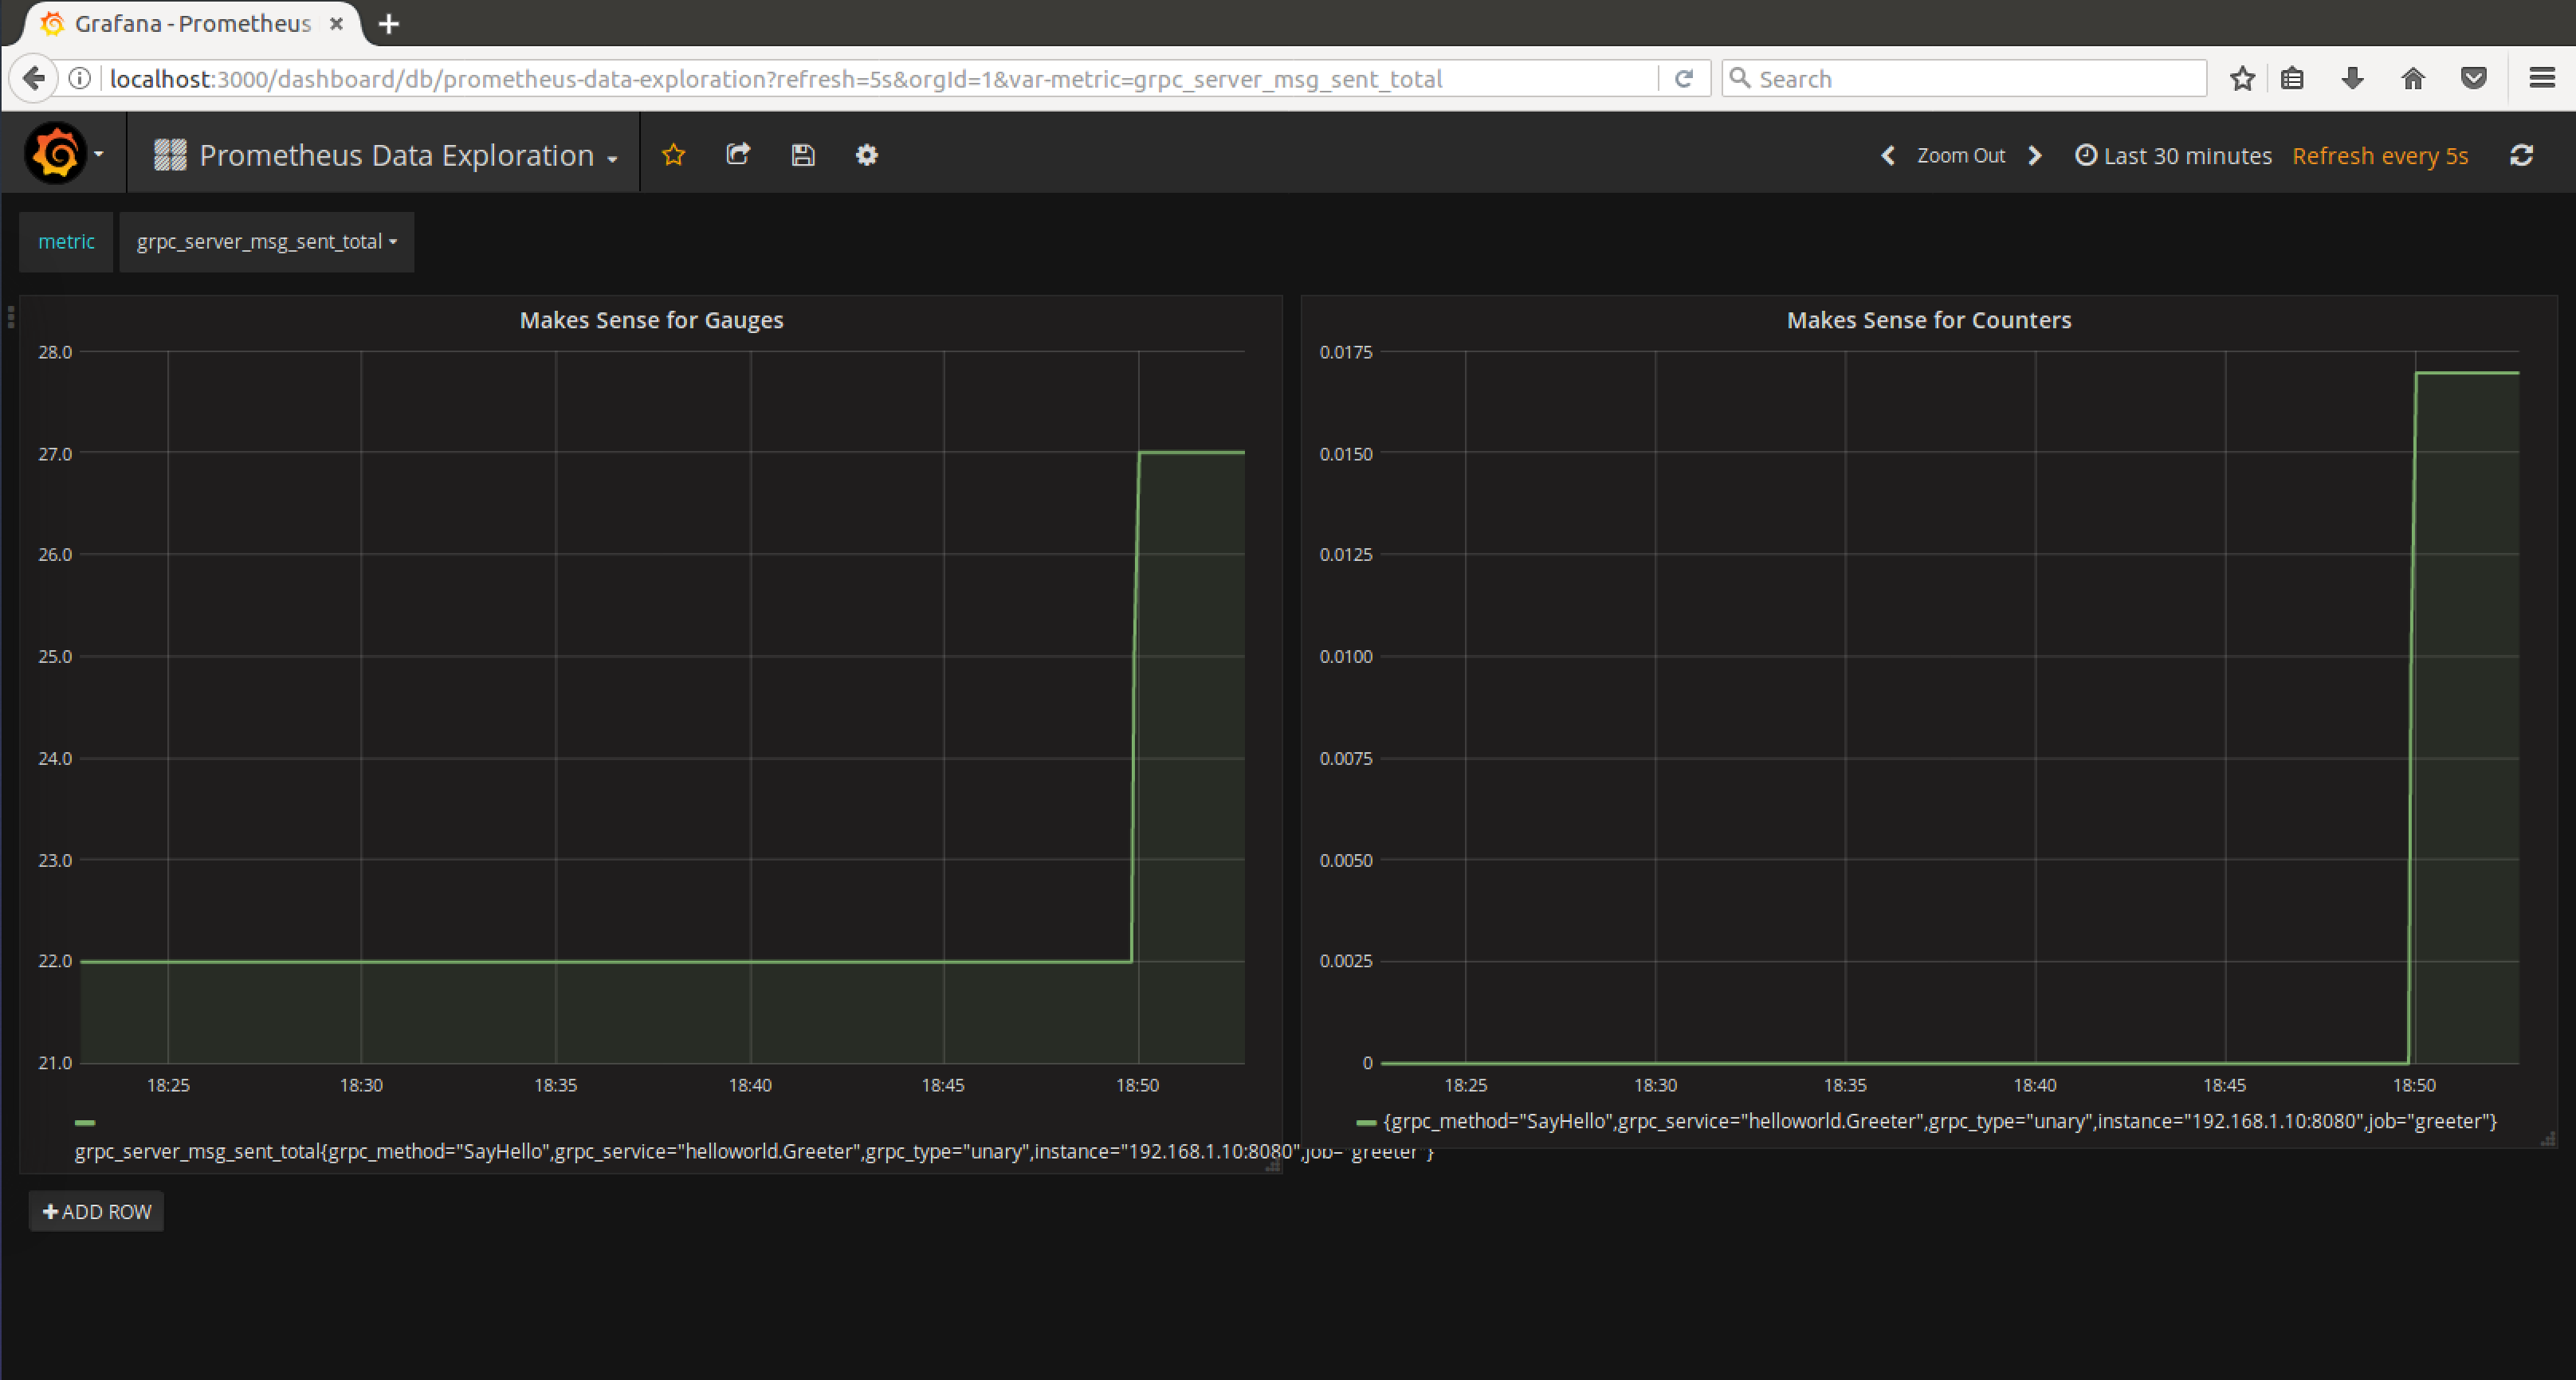 Grafana - Prometheus
localhost:3000/dashboard/db/prometheus-data-exploration?refresh=5s&orgId=1&var-metric=grpc_server_msg_sent_total
Search
Prometheus Data Exploration
Zoom Out
Last 30 minutes
Refresh every 5s
metric
grpc_server_msg_sent_total
Makes Sense for Gauges
28.0
27.0
26.0
25.0
24.0
23.0
22.0
21.0
18:25 18:30 18:35 18:40 18:45 18:50
grpc_server_msg_sent_total{grpc_method="SayHello",grpc_service="helloworld.Greeter",grpc_type="unary",instance="192.168.1.10:8080",job="greeter"}
Makes Sense for Counters
0.0175
0.0150
0.0125
0.0100
0.0075
0.0050
0.0025
0
18:25 18:30 18:35 18:40 18:45 18:50
{grpc_method="SayHello",grpc_service="helloworld.Greeter",grpc_type="unary",instance="192.168.1.10:8080",job="greeter"}
ADD ROW